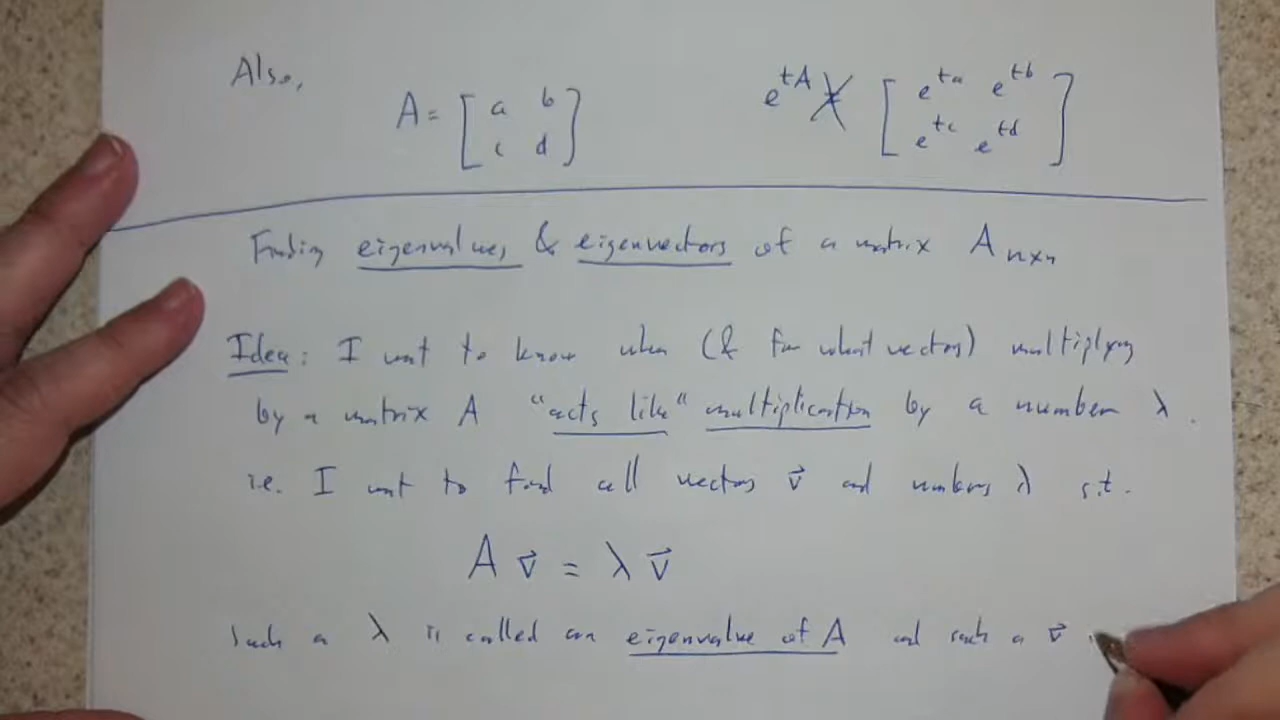 Also,
A = [ a b
c d ]
e^{tA} ≠ [ e^{ta} e^{tb}
e^{tc} e^{td} ]
Finding eigenvalues & eigenvectors of a matrix A_{n×n}
Idea: I want to know when (& for what vectors) multiplying
by a matrix A "acts like" multiplication by a number λ.
i.e. I want to find all vectors v⃗ and numbers λ s.t.
A v⃗ = λ v⃗
Such a λ is called an eigenvalue of A and such a v⃗